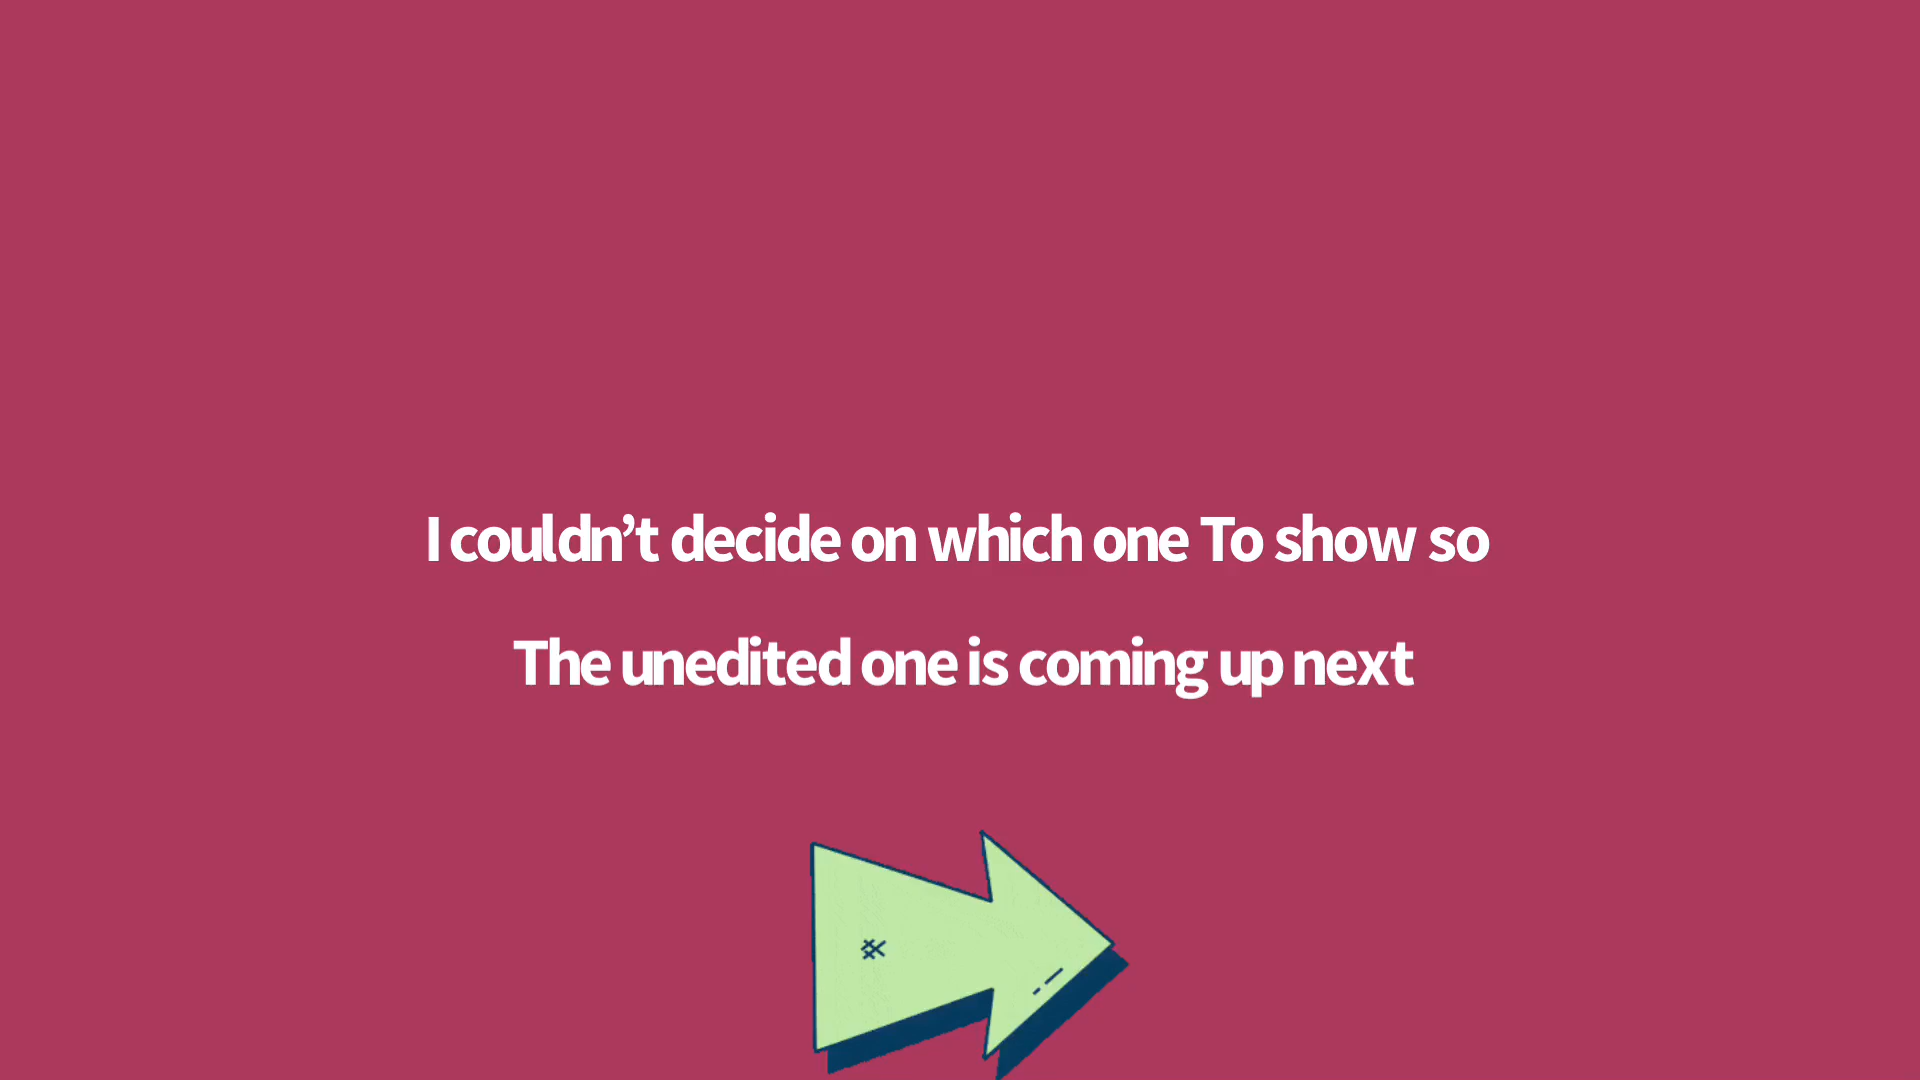 I couldn’t decide on which one To show so
The unedited one is coming up next